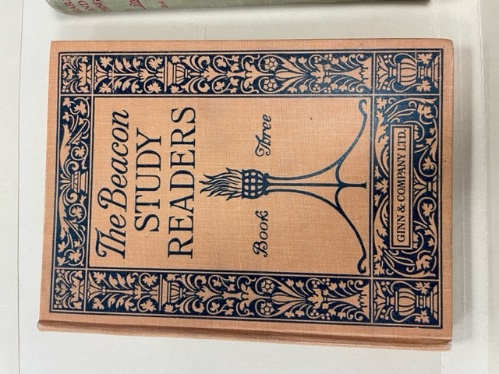 The Beacon
STUDY
READERS
Book Three
GINN & COMPANY LTD.